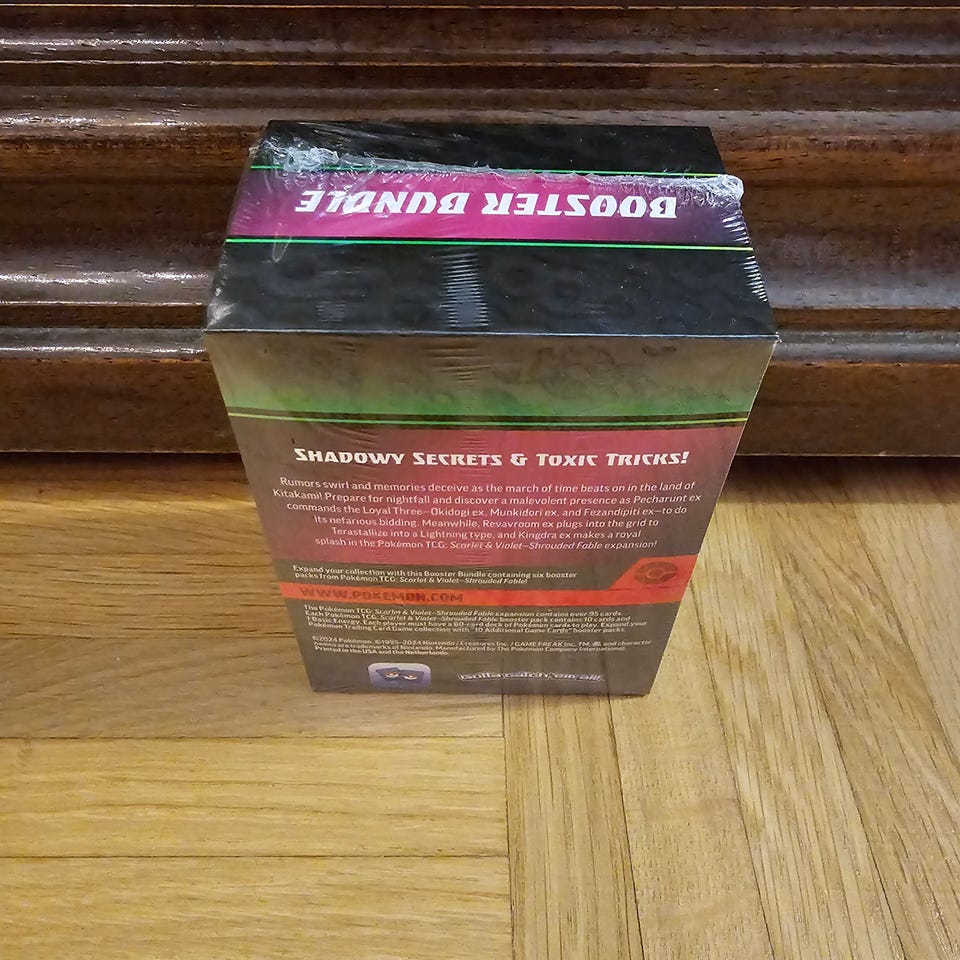 BOOSTER BUNDLE
SHADOWY SECRETS & TOXIC TRICKS!
Rumors swirl and memories deceive as the march of time beats on in the land of
Kitakami! Prepare for nightfall and discover a malevolent presence as Pecharunt ex
commands the Loyal Three—Okidogi ex, Munkidori ex, and Fezandipiti ex—to do
its nefarious bidding. Meanwhile, Revavroom ex plugs into the grid to
Terastallize into a Lightning type, and Kingdra ex makes a royal
splash in the Pokémon TCG: Scarlet & Violet—Shrouded Fable expansion!
Expand your collection with this Booster Bundle containing six booster
packs from Pokémon TCG: Scarlet & Violet—Shrouded Fable!
WWW.POKEMON.COM
The Pokémon TCG: Scarlet & Violet—Shrouded Fable expansion contains over 95 cards.
Each Pokémon TCG: Scarlet & Violet—Shrouded Fable booster pack contains 10 cards and
1 Basic Energy. Each player must have a 60-card deck of Pokémon cards to play. Expand your
Pokémon Trading Card Game collection with "10 Additional Game Cards" booster packs.
©2024 Pokémon. ©1995–2024 Nintendo / Creatures Inc. / GAME FREAK inc. TM, ®, and character
names are trademarks of Nintendo. Manufactured by The Pokémon Company International.
Printed in the USA and the Netherlands.
Gotta catch 'em all!